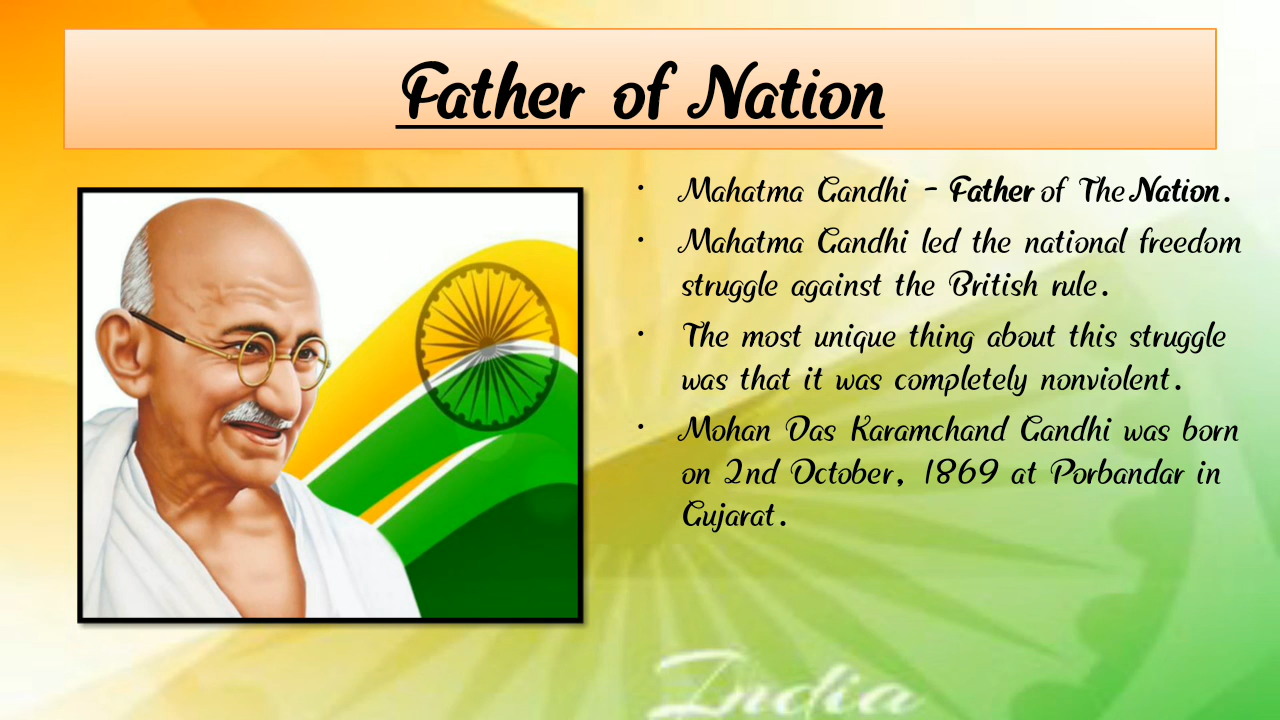 Father of Nation
• Mahatma Gandhi - Father of The Nation.
• Mahatma Gandhi led the national freedom
struggle against the British rule.
• The most unique thing about this struggle
was that it was completely nonviolent.
• Mohan Das Karamchand Gandhi was born
on 2nd October, 1869 at Porbandar in
Gujarat.
India